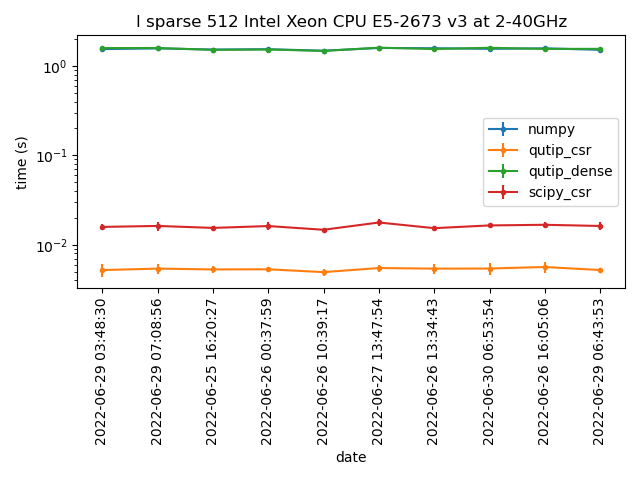 l sparse 512 Intel Xeon CPU E5-2673 v3 at 2-40GHz
time (s)
10⁰
10⁻¹
10⁻²
numpy
qutip_csr
qutip_dense
scipy_csr
2022-06-29 03:48:30
2022-06-29 07:08:56
2022-06-25 16:20:27
2022-06-26 00:37:59
2022-06-26 10:39:17
2022-06-27 13:47:54
2022-06-26 13:34:43
2022-06-30 06:53:54
2022-06-26 16:05:06
2022-06-29 06:43:53
date